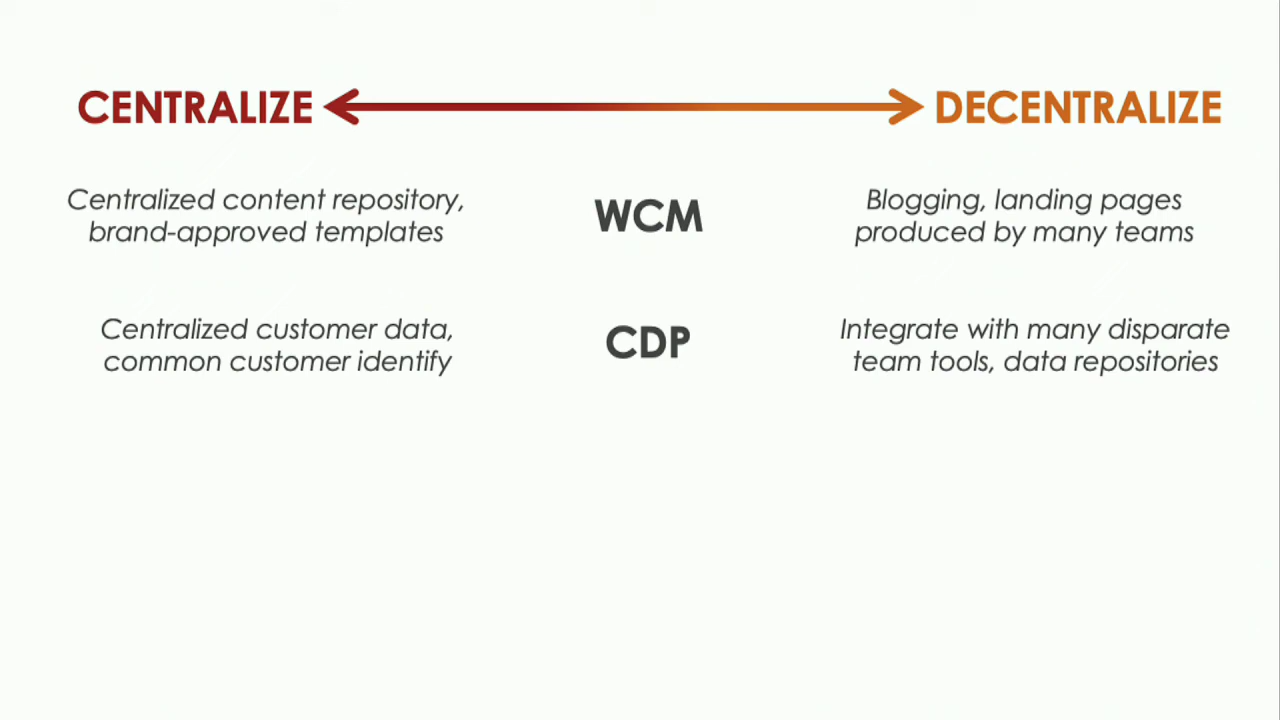 CENTRALIZE DECENTRALIZE
Centralized content repository,
brand-approved templates
WCM
Blogging, landing pages
produced by many teams
Centralized customer data,
common customer identify
CDP
Integrate with many disparate
team tools, data repositories